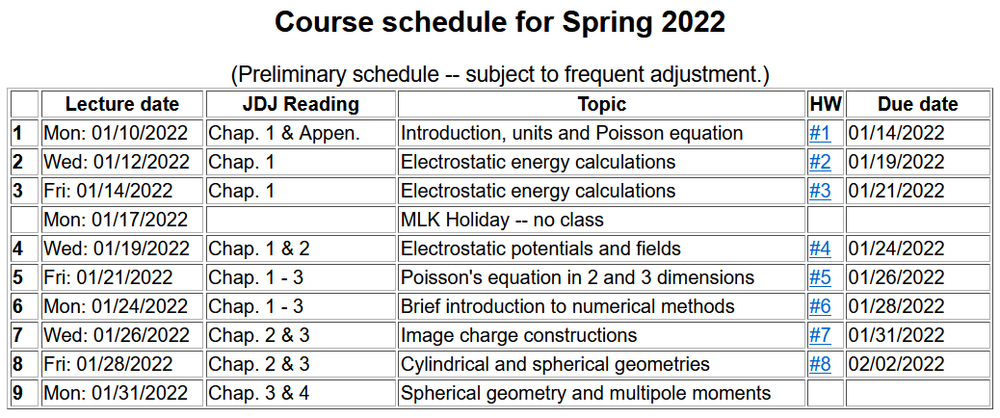 Course schedule for Spring 2022
(Preliminary schedule -- subject to frequent adjustment.)
Lecture date JDJ Reading Topic HW Due date
1 Mon: 01/10/2022 Chap. 1 & Appen. Introduction, units and Poisson equation #1 01/14/2022
2 Wed: 01/12/2022 Chap. 1 Electrostatic energy calculations #2 01/19/2022
3 Fri: 01/14/2022 Chap. 1 Electrostatic energy calculations #3 01/21/2022
Mon: 01/17/2022 MLK Holiday -- no class
4 Wed: 01/19/2022 Chap. 1 & 2 Electrostatic potentials and fields #4 01/24/2022
5 Fri: 01/21/2022 Chap. 1 - 3 Poisson's equation in 2 and 3 dimensions #5 01/26/2022
6 Mon: 01/24/2022 Chap. 1 - 3 Brief introduction to numerical methods #6 01/28/2022
7 Wed: 01/26/2022 Chap. 2 & 3 Image charge constructions #7 01/31/2022
8 Fri: 01/28/2022 Chap. 2 & 3 Cylindrical and spherical geometries #8 02/02/2022
9 Mon: 01/31/2022 Chap. 3 & 4 Spherical geometry and multipole moments